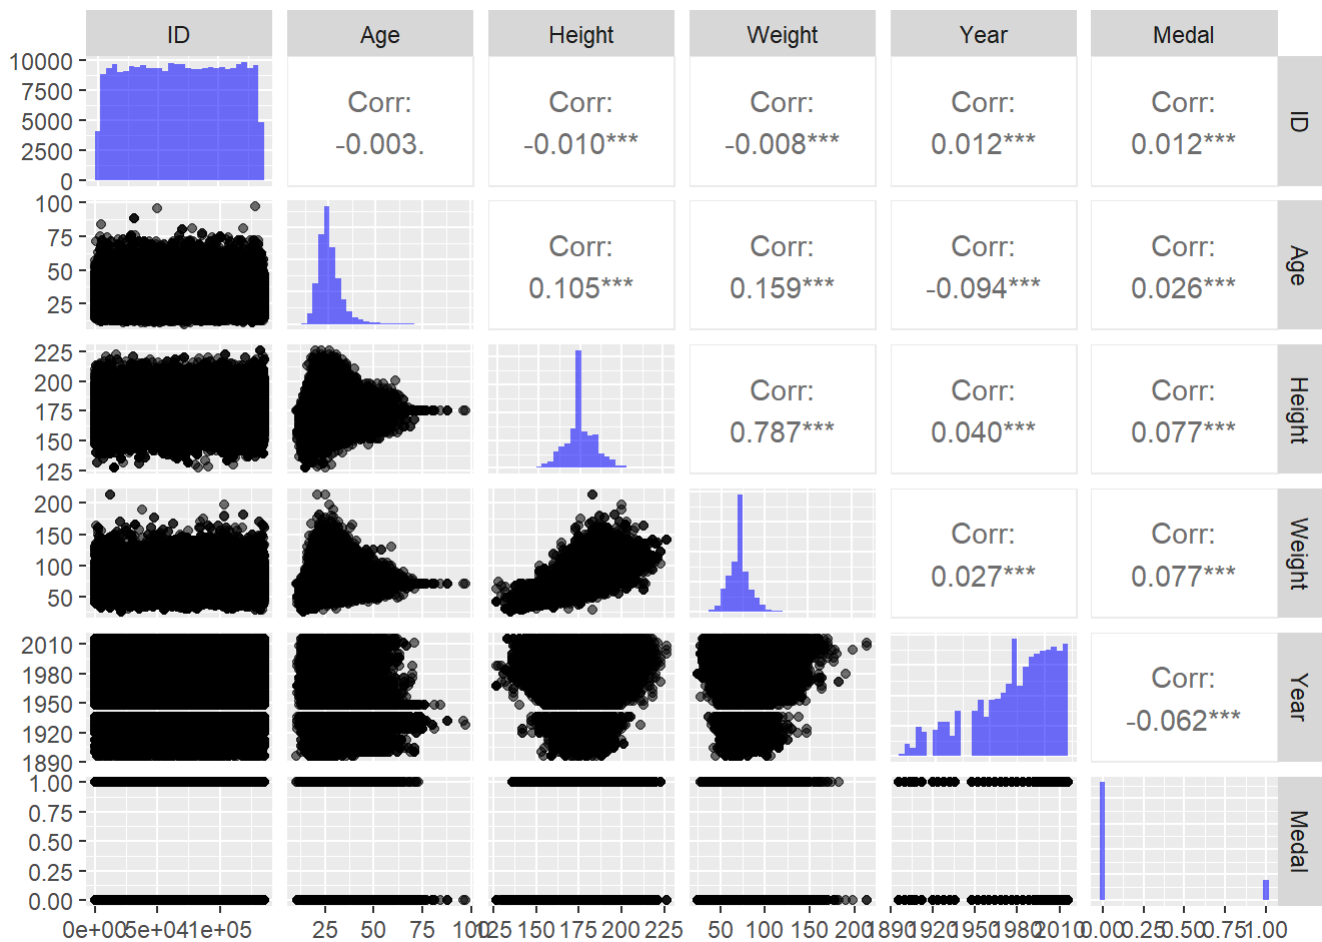 ID Age Height Weight Year Medal
10000
7500
5000
2500
0
Corr:
-0.003.
Corr:
-0.010***
Corr:
-0.008***
Corr:
0.012***
Corr:
0.012***
ID
100
75
50
25
Corr:
0.105***
Corr:
0.159***
Corr:
-0.094***
Corr:
0.026***
Age
225
200
175
150
125
Corr:
0.787***
Corr:
0.040***
Corr:
0.077***
Height
200
150
100
50
Corr:
0.027***
Corr:
0.077***
Weight
2010
1980
1950
1920
1890
Corr:
-0.062***
Year
1.00
0.75
0.50
0.25
0.00
Medal
0e+00 5e+04 1e+05 25 50 75 100 125 150 175 200 225 50 100 150 200 1890 1920 1950 1980 2010 0.00 0.25 0.50 0.75 1.00